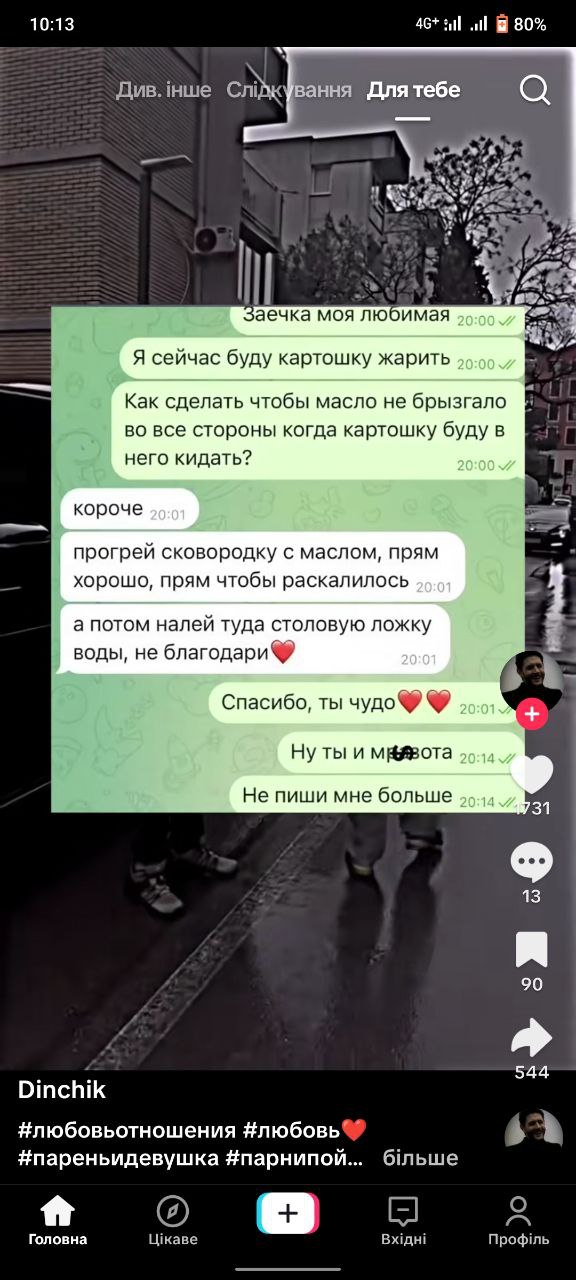 10:13
4G+
80%
Див. інше Слідкування Для тебе
Заечка моя любимая 20:00
Я сейчас буду картошку жарить 20:00
Как сделать чтобы масло не брызгало
во все стороны когда картошку буду в
него кидать? 20:00
короче 20:01
прогрей сковородку с маслом, прям
хорошо, прям чтобы раскалилось 20:01
а потом налей туда столовую ложку
воды, не благодари❤️ 20:01
Спасибо, ты чудо❤️❤️ 20:01
Ну ты и 20:14
Не пиши мне больше 20:14
1731
13
90
544
Dinchik
#любовьотношения #любовь❤️
#пареньидевушка #парнипой... більше
Головна
Цікаве
Вхідні
Профіль